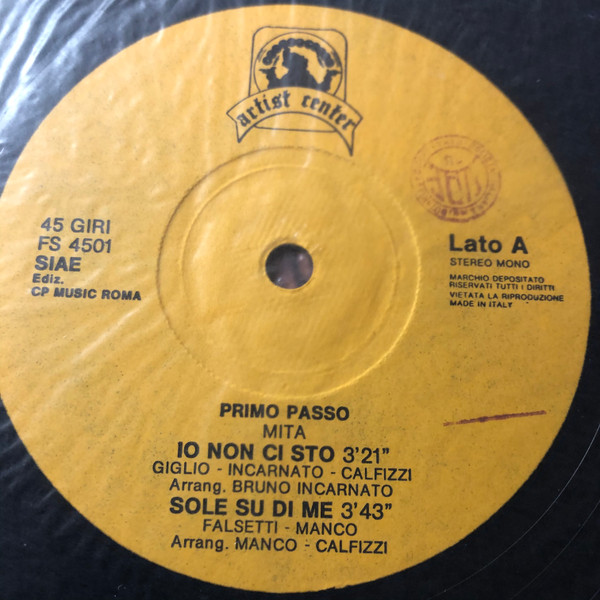 artist center
45 GIRI
FS 4501
SIAE
Ediz.
CP MUSIC ROMA
Lato A
STEREO MONO
MARCHIO DEPOSITATO
RISERVATI TUTTI I DIRITTI
VIETATA LA RIPRODUZIONE
MADE IN ITALY
PRIMO PASSO
MITA
IO NON CI STO 3'21"
GIGLIO - INCARNATO - CALFIZZI
Arrang. BRUNO INCARNATO
SOLE SU DI ME 3'43"
FALSETTI - MANCO
Arrang. MANCO - CALFIZZI